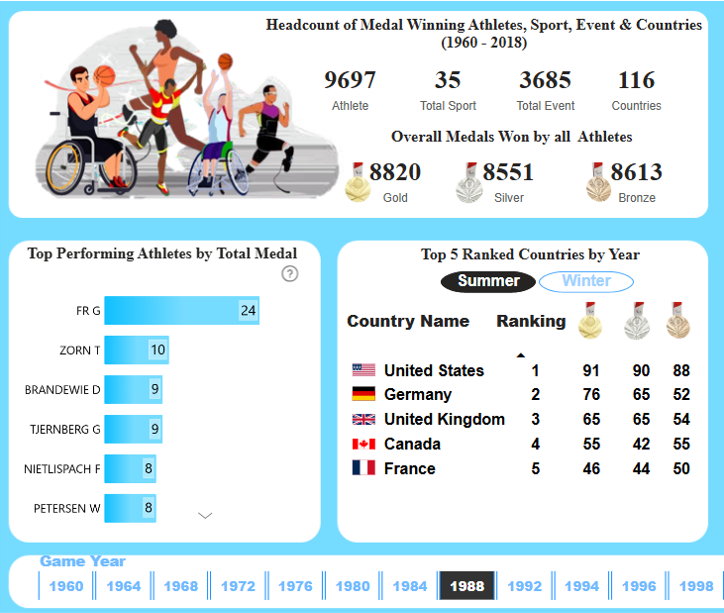 Headcount of Medal Winning Athletes, Sport, Event & Countries
(1960 - 2018)
9697 35 3685 116
Athlete Total Sport Total Event Countries
Overall Medals Won by all Athletes
8820 8551 8613
Gold Silver Bronze
Top Performing Athletes by Total Medal
?
FR G 24
ZORN T 10
BRANDEWIE D 9
TJERNBERG G 9
NIETLISPACH F 8
PETERSEN W 8
Top 5 Ranked Countries by Year
Summer Winter
Country Name Ranking
United States 1 91 90 88
Germany 2 76 65 52
United Kingdom 3 65 65 54
Canada 4 55 42 55
France 5 46 44 50
Game Year
1960 1964 1968 1972 1976 1980 1984 1988 1992 1994 1996 1998